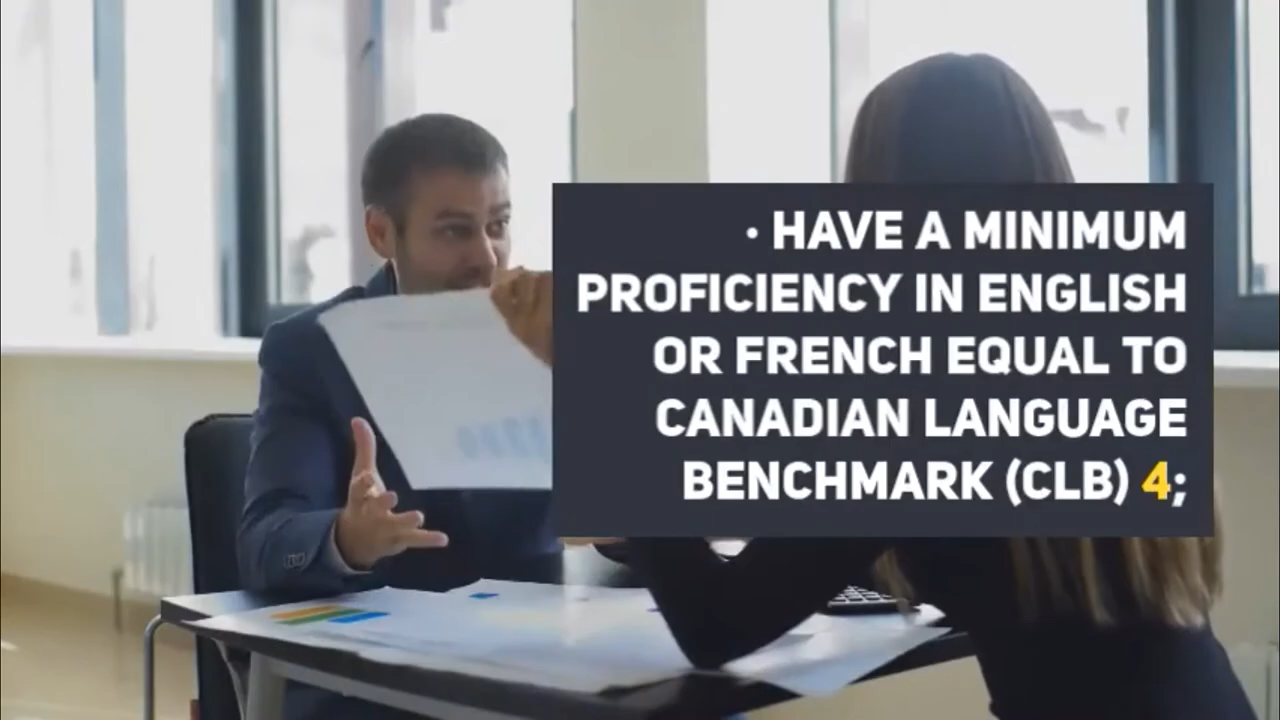 · HAVE A MINIMUM
PROFICIENCY IN ENGLISH
OR FRENCH EQUAL TO
CANADIAN LANGUAGE
BENCHMARK (CLB) 4;